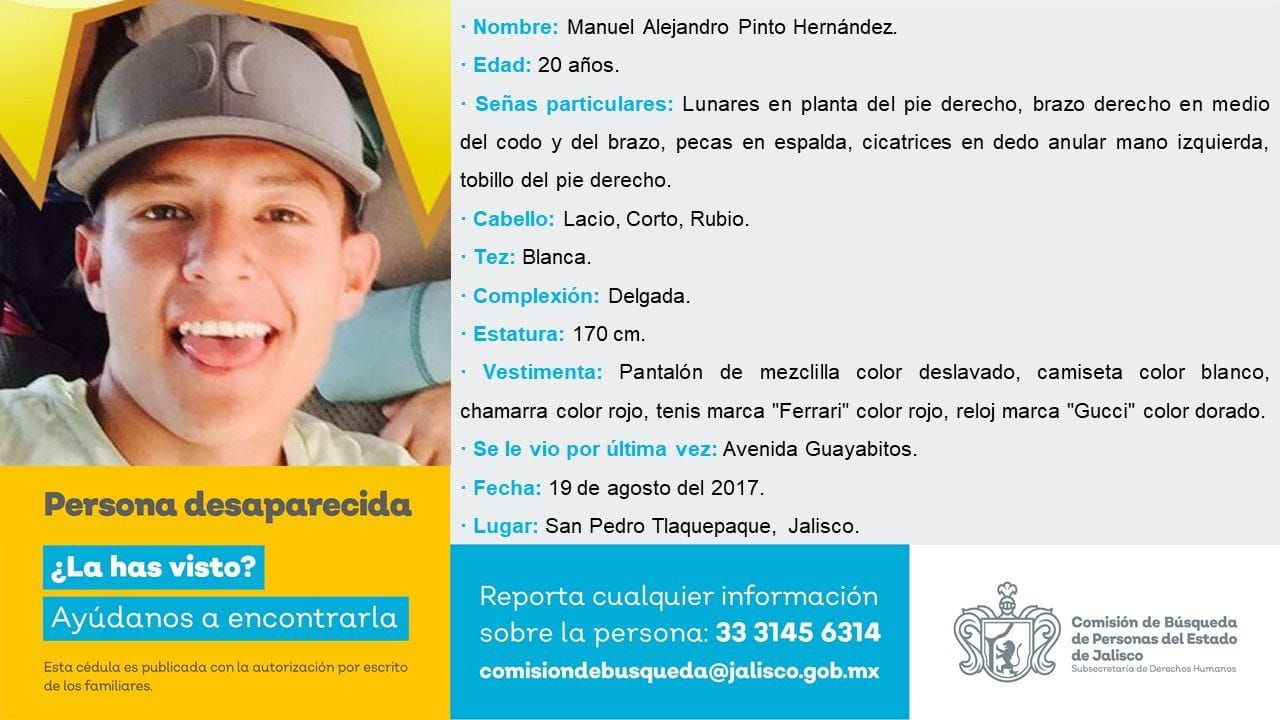 · Nombre: Manuel Alejandro Pinto Hernández.
· Edad: 20 años.
· Señas particulares: Lunares en planta del pie derecho, brazo derecho en medio
del codo y del brazo, pecas en espalda, cicatrices en dedo anular mano izquierda,
tobillo del pie derecho.
· Cabello: Lacio, Corto, Rubio.
· Tez: Blanca.
· Complexión: Delgada.
· Estatura: 170 cm.
· Vestimenta: Pantalón de mezclilla color deslavado, camiseta color blanco,
chamarra color rojo, tenis marca "Ferrari" color rojo, reloj marca "Gucci" color dorado.
· Se le vio por última vez: Avenida Guayabitos.
· Fecha: 19 de agosto del 2017.
· Lugar: San Pedro Tlaquepaque, Jalisco.
Persona desaparecida
¿La has visto?
Ayúdanos a encontrarla
Esta cédula es publicada con la autorización por escrito
de los familiares.
Reporta cualquier información
sobre la persona: 33 3145 6314
comisiondebusqueda@jalisco.gob.mx
Comisión de Búsqueda
de Personas del Estado
de Jalisco
Subsecretaría de Derechos Humanos